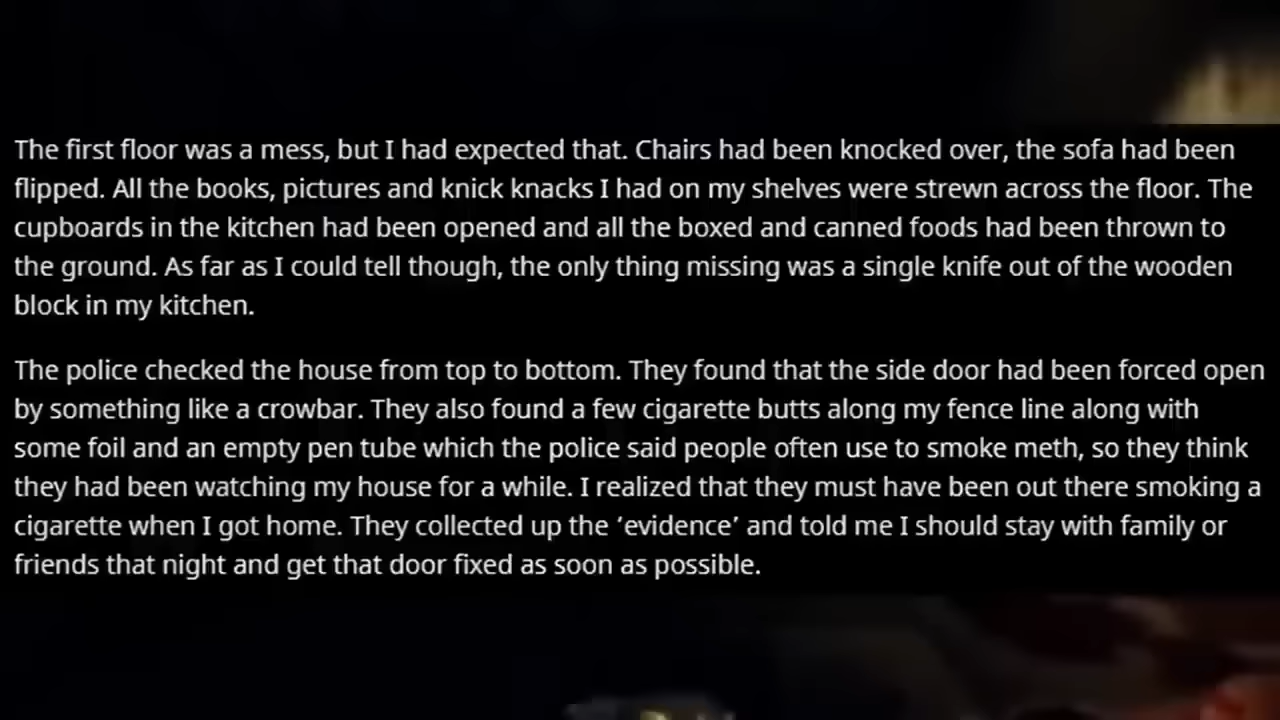 The first floor was a mess, but I had expected that. Chairs had been knocked over, the sofa had been
flipped. All the books, pictures and knick knacks I had on my shelves were strewn across the floor. The
cupboards in the kitchen had been opened and all the boxed and canned foods had been thrown to
the ground. As far as I could tell though, the only thing missing was a single knife out of the wooden
block in my kitchen.
The police checked the house from top to bottom. They found that the side door had been forced open
by something like a crowbar. They also found a few cigarette butts along my fence line along with
some foil and an empty pen tube which the police said people often use to smoke meth, so they think
they had been watching my house for a while. I realized that they must have been out there smoking a
cigarette when I got home. They collected up the ‘evidence’ and told me I should stay with family or
friends that night and get that door fixed as soon as possible.